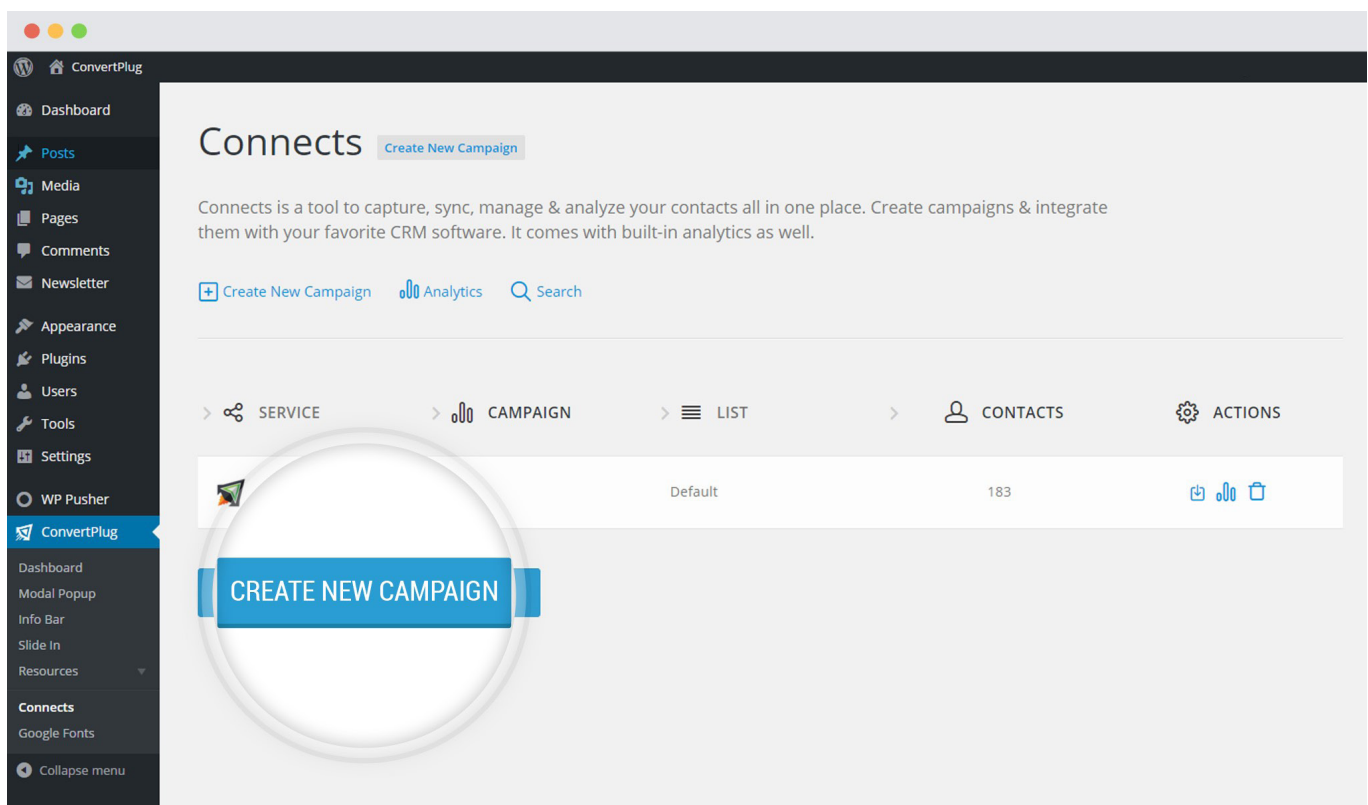 ConvertPlug
Dashboard
Posts
Media
Pages
Comments
Newsletter
Appearance
Plugins
Users
Tools
Settings
WP Pusher
ConvertPlug
Dashboard
Modal Popup
Info Bar
Slide In
Resources
Connects
Google Fonts
Collapse menu
Connects Create New Campaign
Connects is a tool to capture, sync, manage & analyze your contacts all in one place. Create campaigns & integrate
them with your favorite CRM software. It comes with built-in analytics as well.
Create New Campaign Analytics Search
SERVICE CAMPAIGN LIST CONTACTS ACTIONS
Default 183
CREATE NEW CAMPAIGN